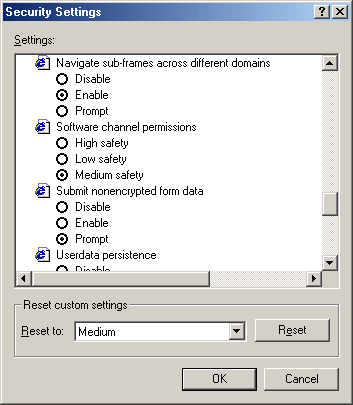 Security Settings
Settings:
Navigate sub-frames across different domains
Disable
Enable
Prompt
Software channel permissions
High safety
Low safety
Medium safety
Submit nonencrypted form data
Disable
Enable
Prompt
Userdata persistence
Disable
Reset custom settings
Reset to: Medium Reset
OK Cancel